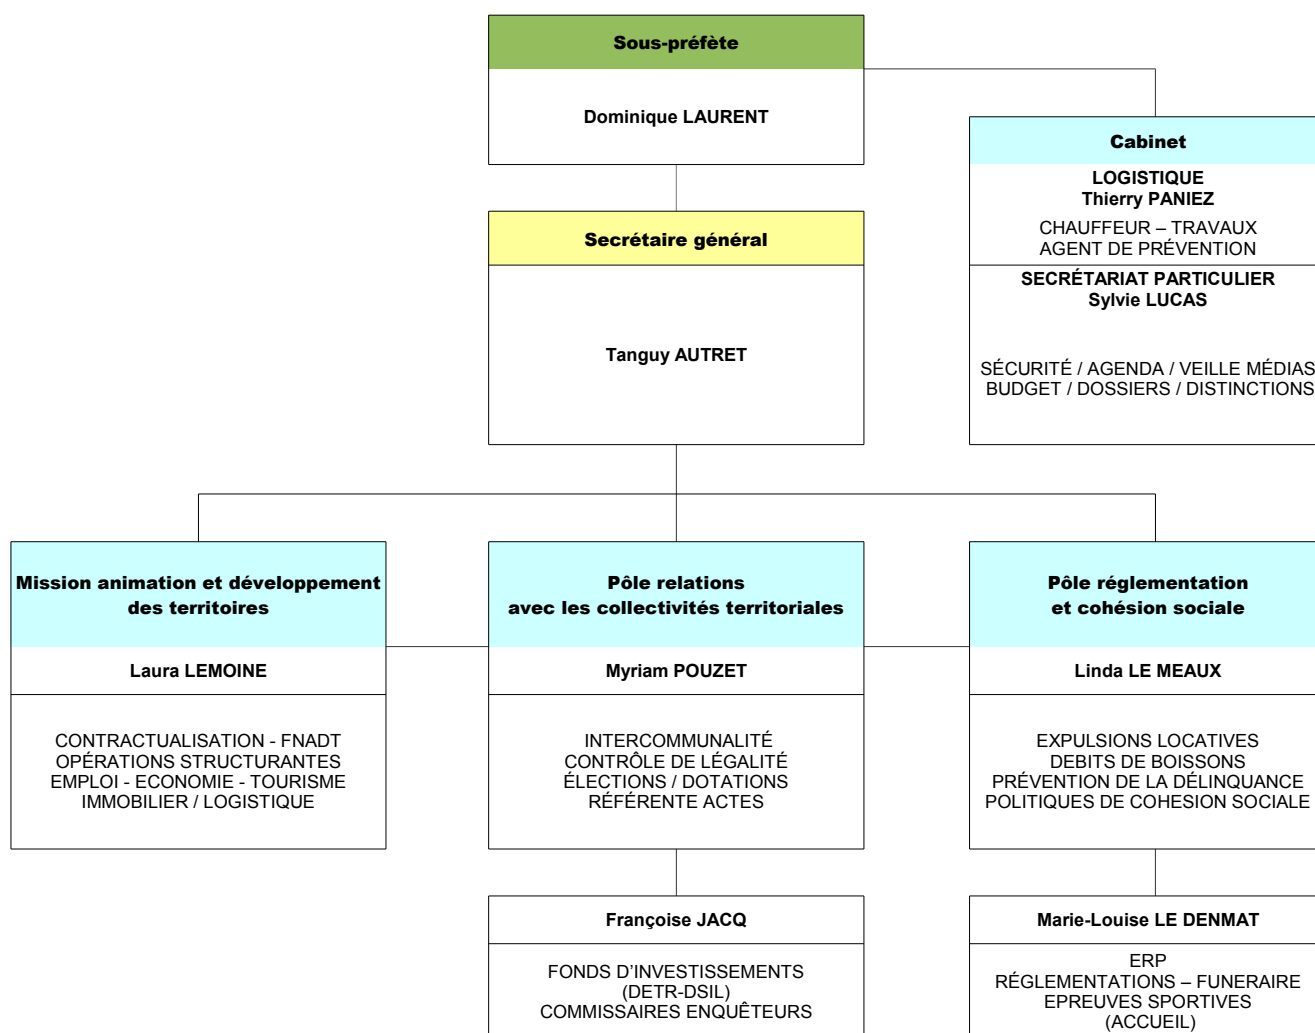 Sous-préfète
Dominique LAURENT
Cabinet
LOGISTIQUE
Thierry PANIEZ
CHAUFFEUR – TRAVAUX
AGENT DE PRÉVENTION
SECRÉTARIAT PARTICULIER
Sylvie LUCAS
SÉCURITÉ / AGENDA / VEILLE MÉDIAS
BUDGET / DOSSIERS / DISTINCTIONS
Secrétaire général
Tanguy AUTRET
Mission animation et développement
des territoires
Laura LEMOINE
CONTRACTUALISATION - FNADT
OPÉRATIONS STRUCTURANTES
EMPLOI - ECONOMIE - TOURISME
IMMOBILIER / LOGISTIQUE
Pôle relations
avec les collectivités territoriales
Myriam POUZET
INTERCOMMUNALITÉ
CONTRÔLE DE LÉGALITÉ
ÉLECTIONS / DOTATIONS
RÉFÉRENTE ACTES
Françoise JACQ
FONDS D’INVESTISSEMENTS
(DETR-DSIL)
COMMISSAIRES ENQUÊTEURS
Pôle réglementation
et cohésion sociale
Linda LE MEAUX
EXPULSIONS LOCATIVES
DEBITS DE BOISSONS
PRÉVENTION DE LA DÉLINQUANCE
POLITIQUES DE COHESION SOCIALE
Marie-Louise LE DENMAT
ERP
RÉGLEMENTATIONS – FUNERAIRE
EPREUVES SPORTIVES
(ACCUEIL)